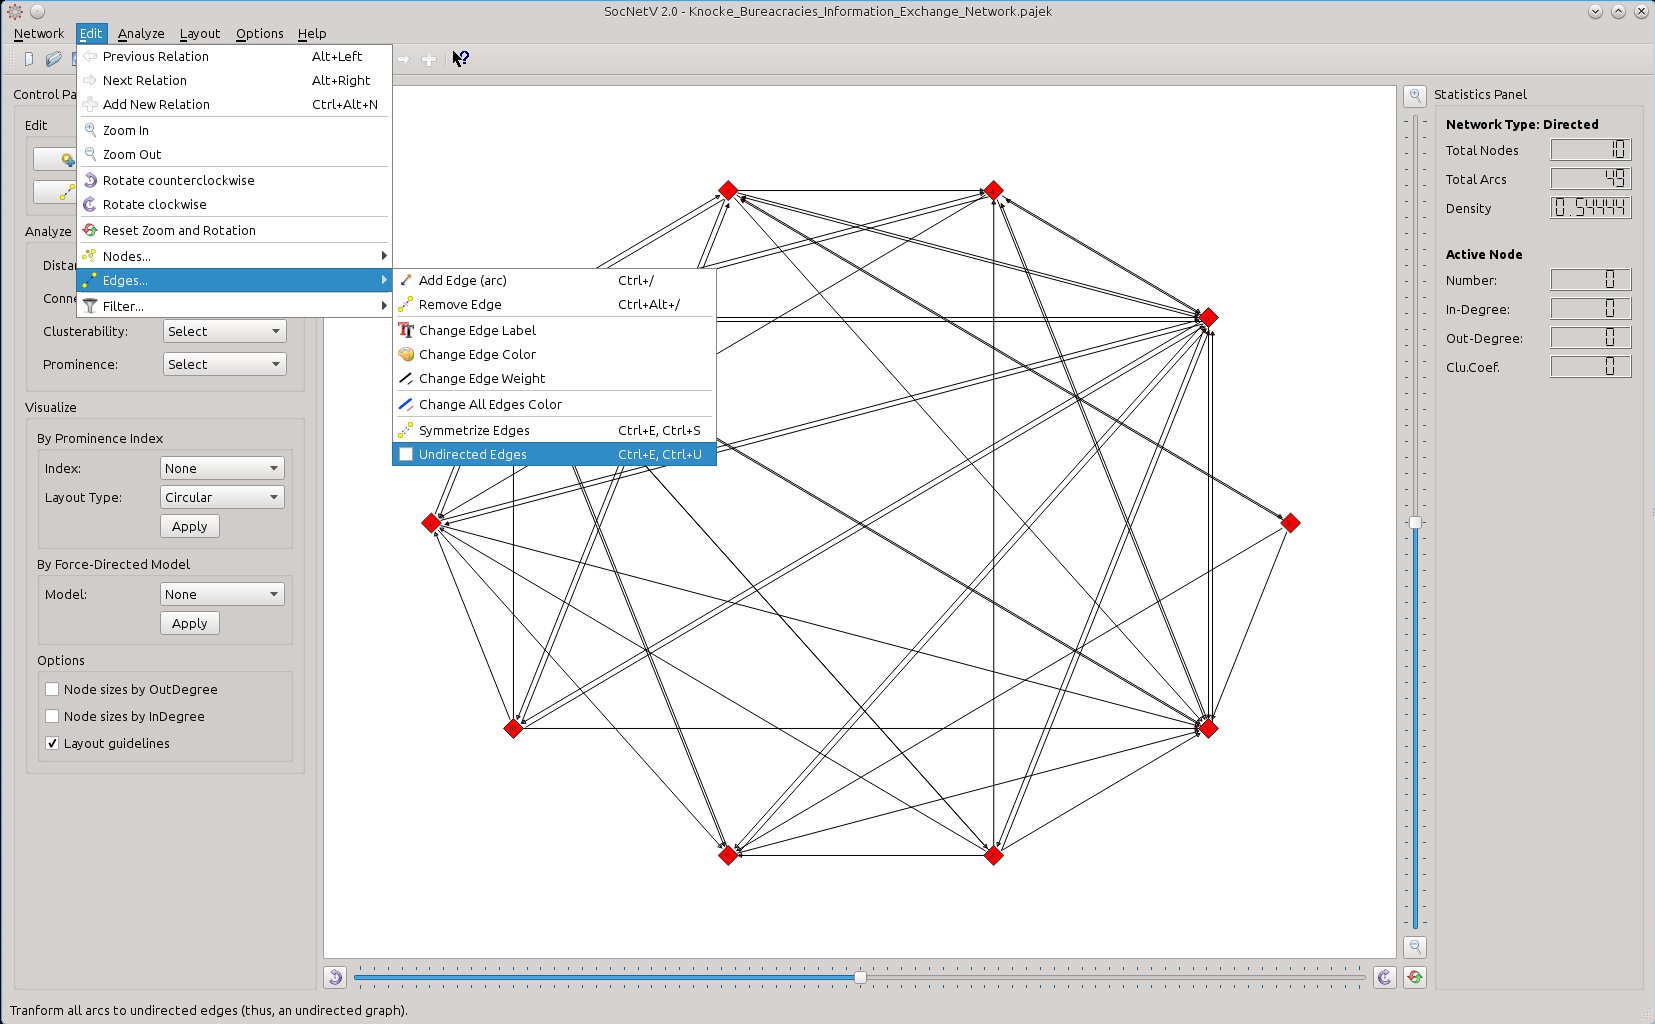 SocNetV 2.0 - Knocke_Bureacracies_Information_Exchange_Network.pajek
Network Edit Analyze Layout Options Help
Previous Relation Alt+Left
Next Relation Alt+Right
Add New Relation Ctrl+Alt+N
Zoom In
Zoom Out
Rotate counterclockwise
Rotate clockwise
Reset Zoom and Rotation
Nodes...
Edges...
Filter...
Add Edge (arc) Ctrl+/
Remove Edge Ctrl+Alt+/
Change Edge Label
Change Edge Color
Change Edge Weight
Change All Edges Color
Symmetrize Edges Ctrl+E, Ctrl+S
Undirected Edges Ctrl+E, Ctrl+U
Control Pa
Edit
Analyze
Distan
Conne
Clusterability: Select
Prominence: Select
Visualize
By Prominence Index
Index: None
Layout Type: Circular
Apply
By Force-Directed Model
Model: None
Apply
Options
Node sizes by OutDegree
Node sizes by InDegree
Layout guidelines
Statistics Panel
Network Type: Directed
Total Nodes 10
Total Arcs 49
Density 0.54444
Active Node
Number: 0
In-Degree: 0
Out-Degree: 0
Clu.Coef. 0
Tranform all arcs to undirected edges (thus, an undirected graph).